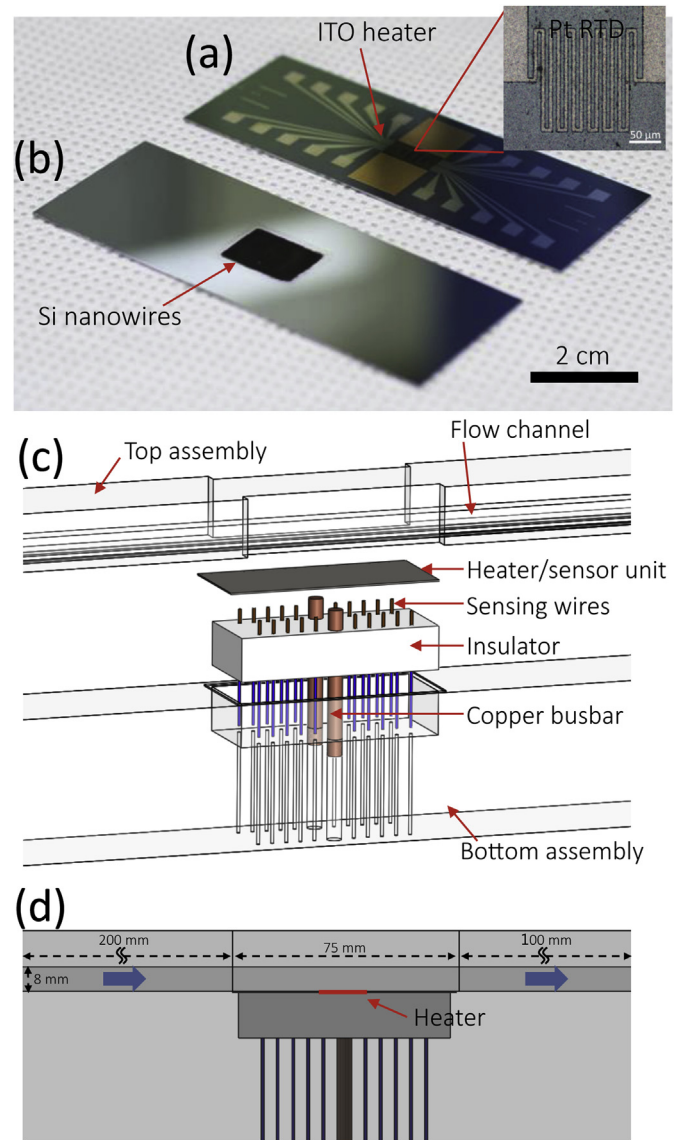 ITO heater
Pt RTD
(a)
50 µm
(b)
Si nanowires
2 cm
(c)
Top assembly
Flow channel
Heater/sensor unit
Sensing wires
Insulator
Copper busbar
Bottom assembly
(d)
200 mm
75 mm
100 mm
8 mm
Heater